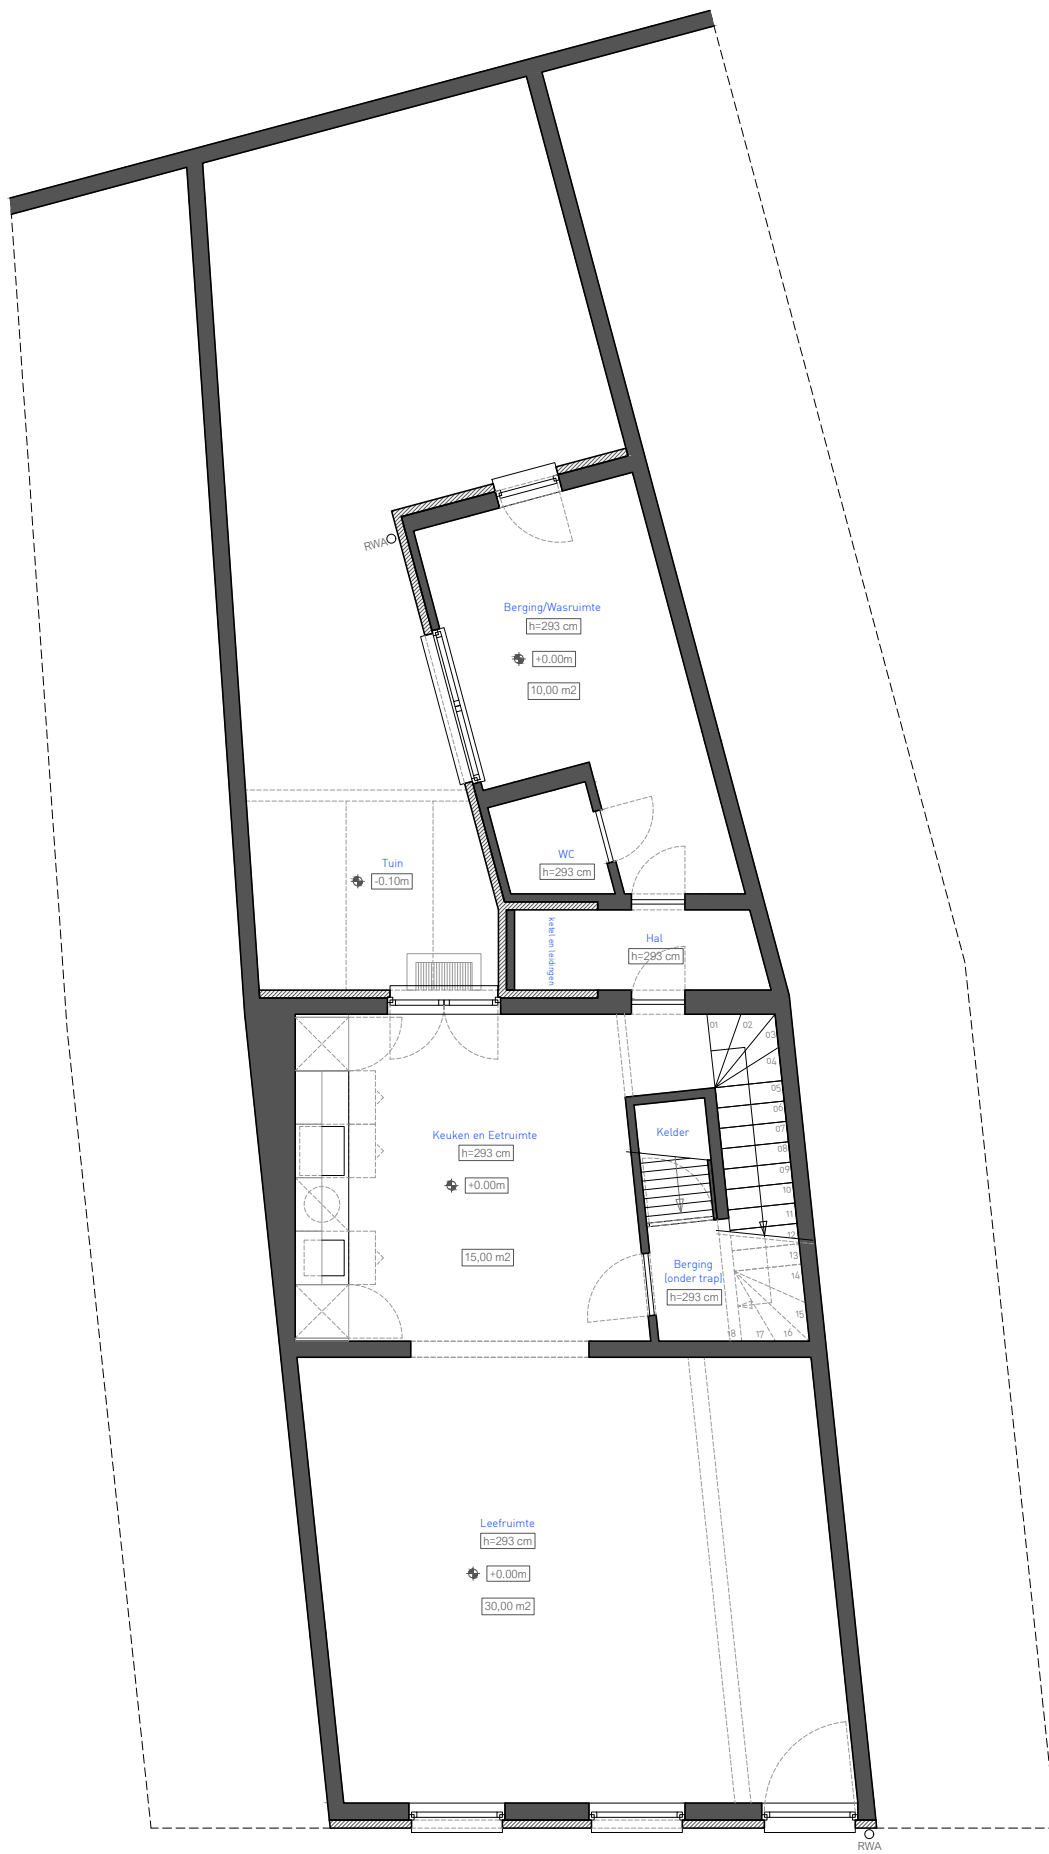 RWA
Berging/Wasruimte
h=293 cm
+0.00m
10,00 m2
WC
h=293 cm
Tuin
-0.10m
ketel en leidingen
Hal
h=293 cm
01
02
03
04
05
06
07
08
09
10
11
12
13
14
15
16
17
18
Kelder
Keuken en Eetruimte
h=293 cm
+0.00m
15,00 m2
Berging
(onder trap)
h=293 cm
Leefruimte
h=293 cm
+0.00m
30,00 m2
RWA